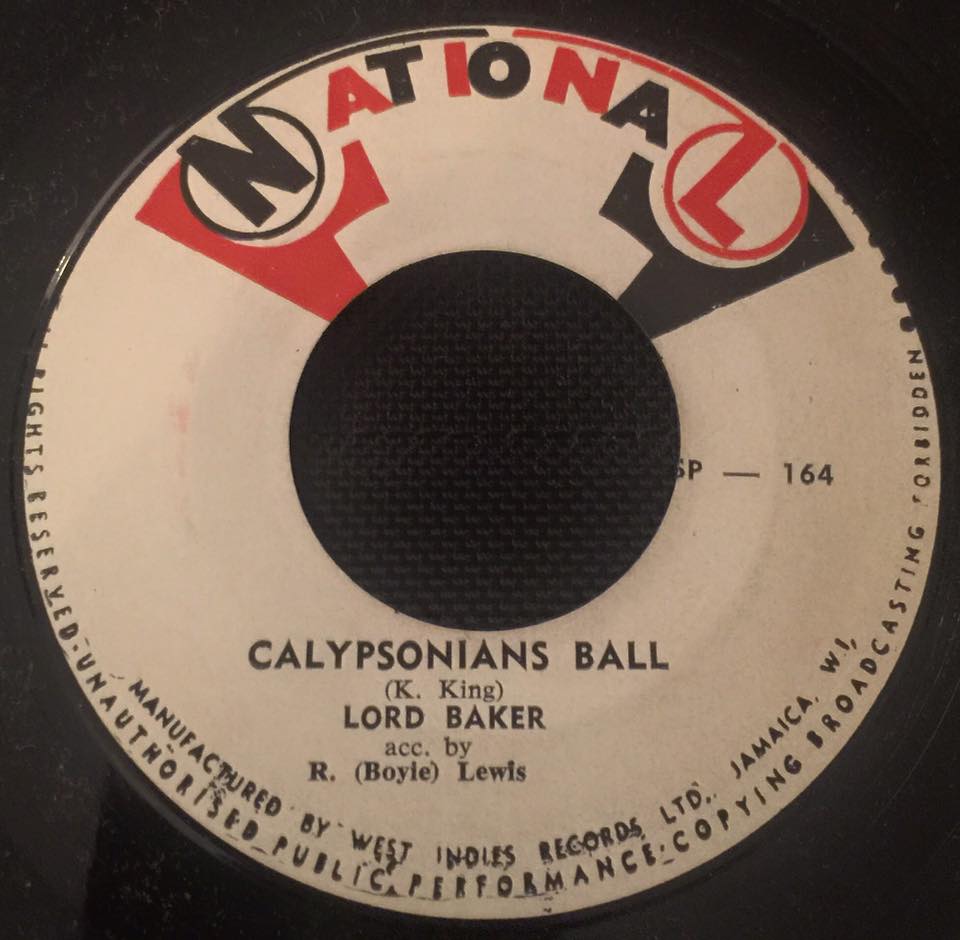 NATIONAL
SP — 164
CALYPSONIANS BALL
(K. King)
LORD BAKER
acc. by
R. (Boyie) Lewis
MANUFACTURED BY WEST INDIES RECORDS LTD., JAMAICA, W.I.
RIGHTS RESERVED·UNAUTHORISED PUBLIC PERFORMANCE·COPYING BROADCASTING FORBIDDEN